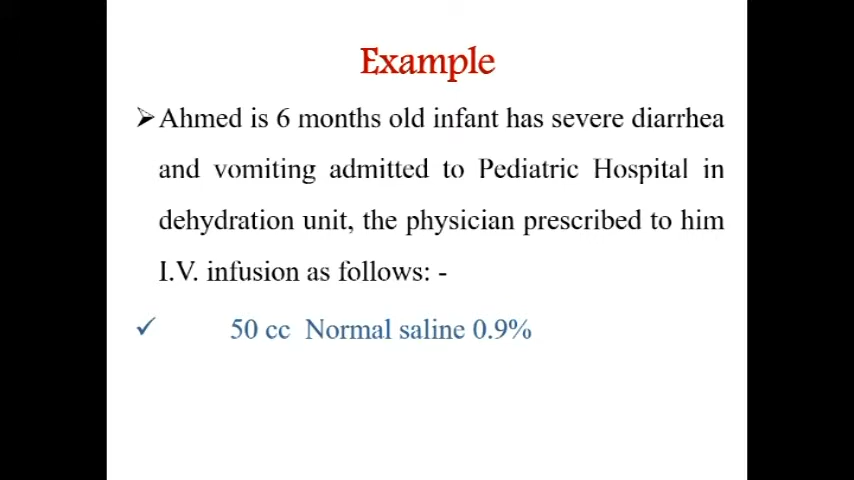 Example
➢Ahmed is 6 months old infant has severe diarrhea
and vomiting admitted to Pediatric Hospital in
dehydration unit, the physician prescribed to him
I.V. infusion as follows: -
✓ 50 cc Normal saline 0.9%